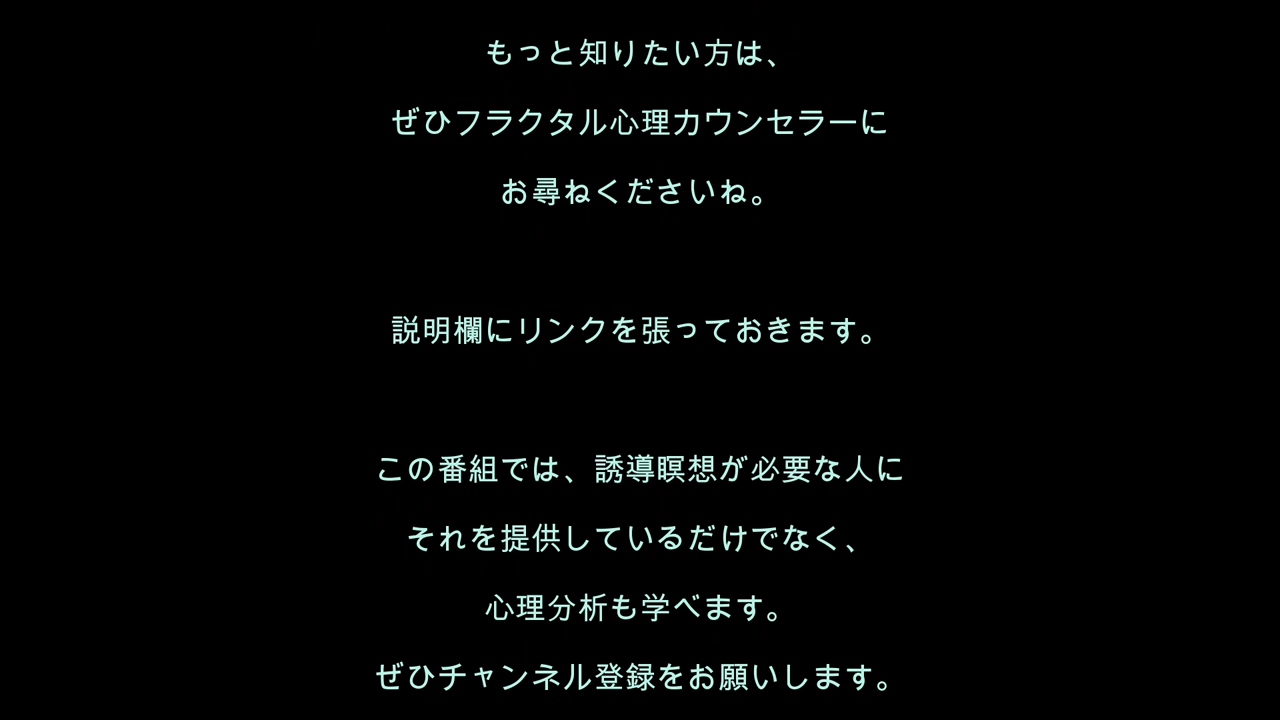 もっと知りたい方は、
ぜひフラクタル心理カウンセラーに
お尋ねくださいね。
説明欄にリンクを張っておきます。
この番組では、誘導瞑想が必要な人に
それを提供しているだけでなく、
心理分析も学べます。
ぜひチャンネル登録をお願いします。